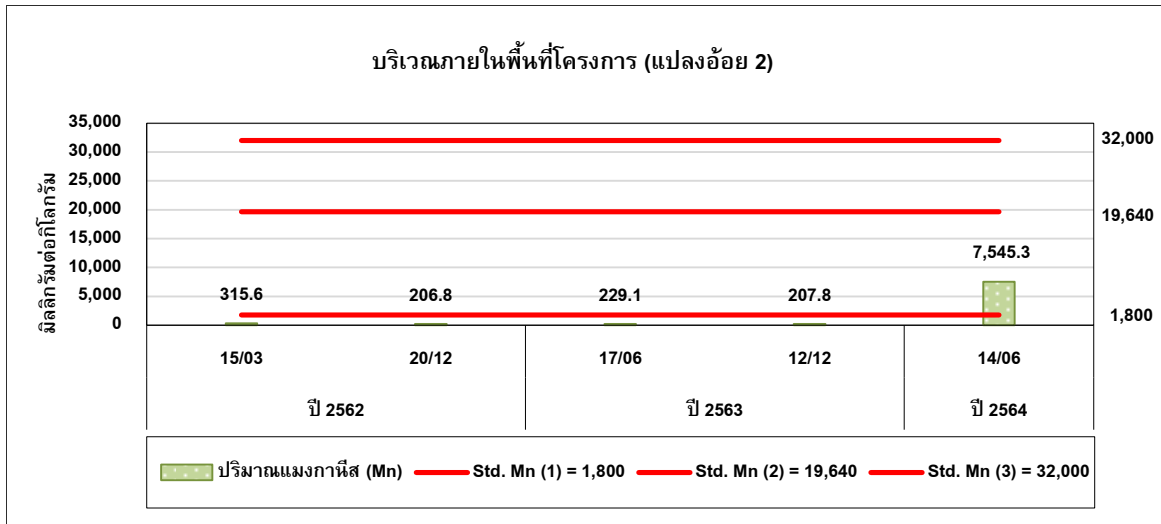 บริเวณภายในพื้นที่โครงการ (แปลงอ้อย 2)
มิลลิกรัมต่อกิโลกรัม
35,000
30,000
25,000
20,000
15,000
10,000
5,000
0
32,000
19,640
1,800
315.6 206.8 229.1 207.8 7,545.3
15/03 20/12 17/06 12/12 14/06
ปี 2562 ปี 2563 ปี 2564
ปริมาณแมงกานีส (Mn) Std. Mn (1) = 1,800 Std. Mn (2) = 19,640 Std. Mn (3) = 32,000